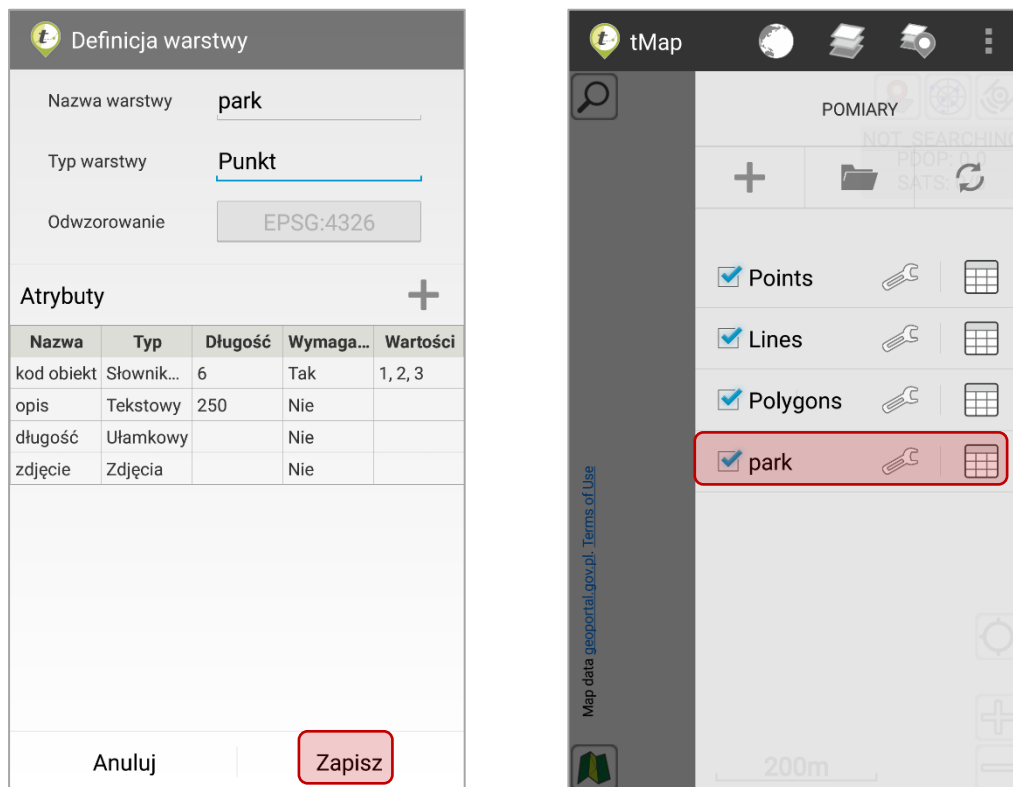 Definicja warstwy
Nazwa warstwy park
Typ warstwy Punkt
Odwzorowanie EPSG:4326
Atrybuty
Nazwa Typ Długość Wymaga... Wartości
kod obiekt Słownik... 6 Tak 1, 2, 3
opis Tekstowy 250 Nie
długość Ułamkowy Nie
zdjęcie Zdjęcia Nie
Anuluj Zapisz
tMap
POMIARY
NOT_SEARCHING
PDOP: 0.0
SATS:
Points
Lines
Polygons
park
Map data geoportal.gov.pl. Terms of Use
200m